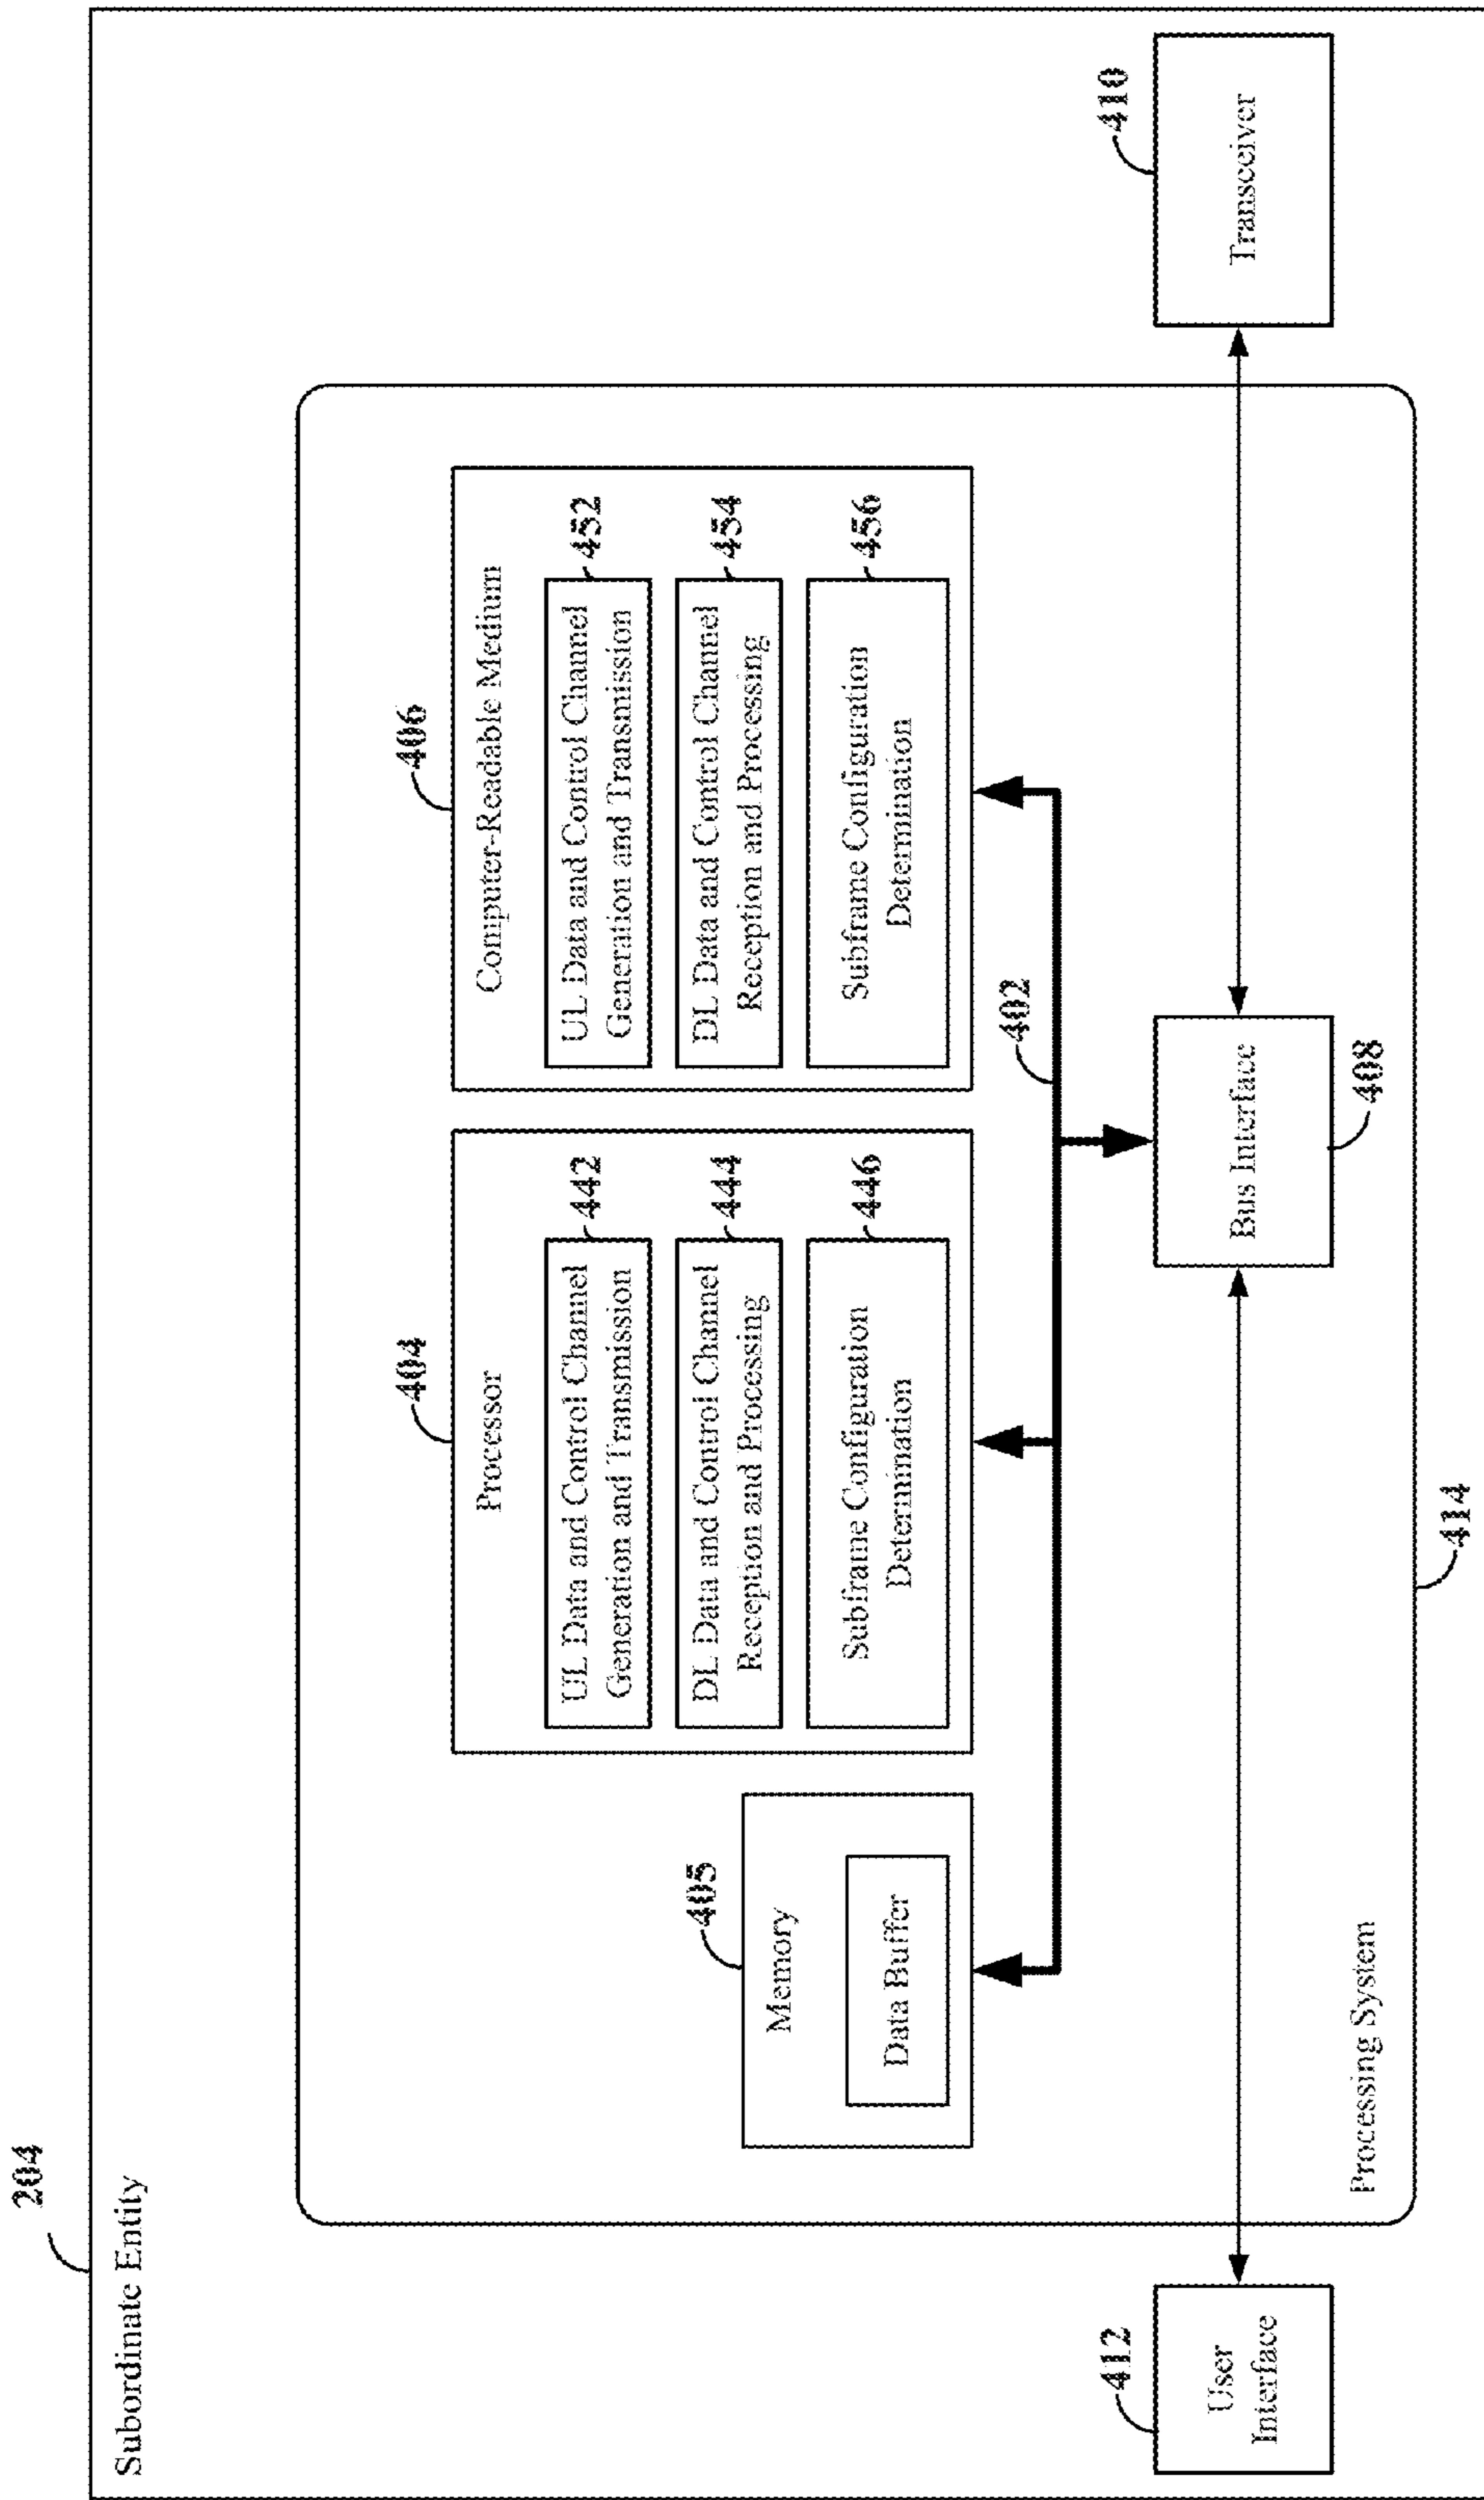 204
Subordinate Entity
405
Memory
Data Buffer
404
Processor
UL Data and Control Channel
Generation and Transmission
442
DL Data and Control Channel
Reception and Processing
444
Subframe Configuration
Determination
446
406
Computer-Readable Medium
UL Data and Control Channel
Generation and Transmission
452
DL Data and Control Channel
Reception and Processing
454
Subframe Configuration
Determination
456
402
412
User
Interface
Bus Interface
408
410
Transceiver
Processing System
414